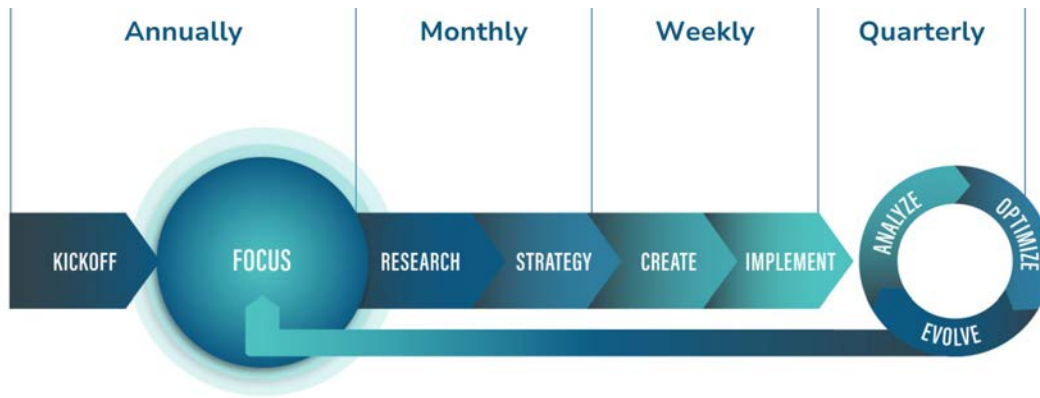 Annually Monthly Weekly Quarterly
KICKOFF FOCUS RESEARCH STRATEGY CREATE IMPLEMENT ANALYZE OPTIMIZE EVOLVE